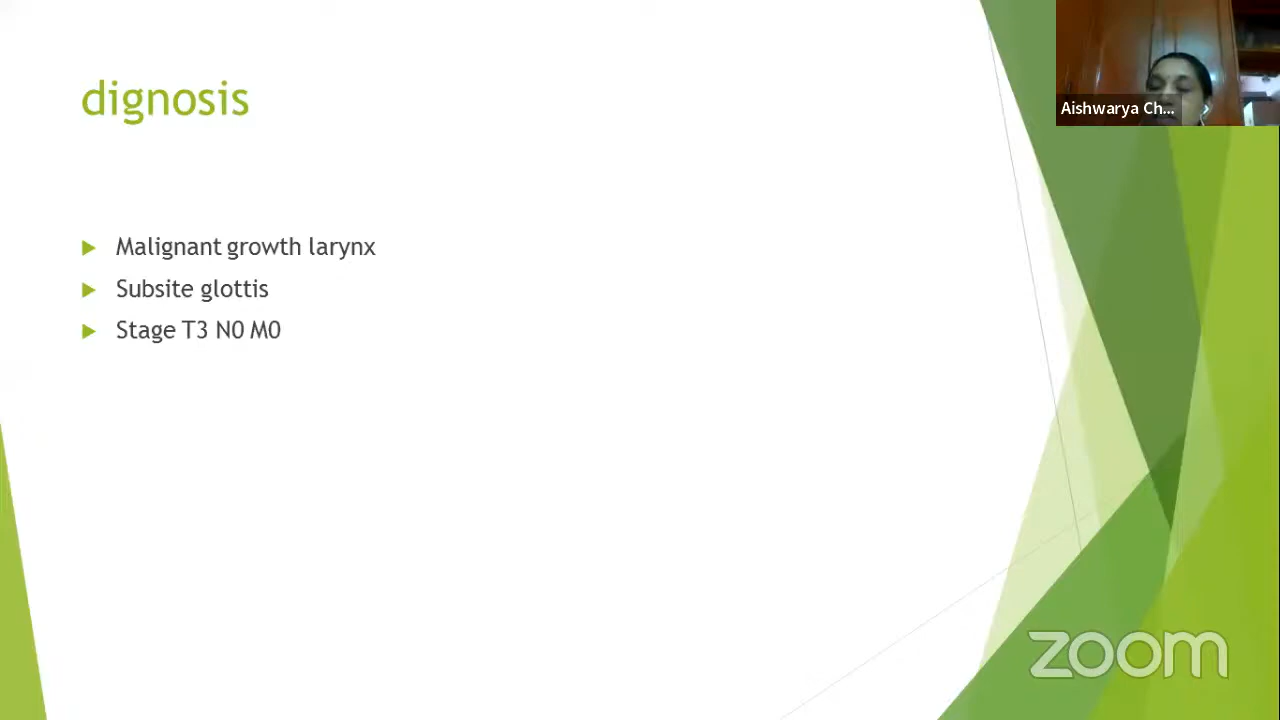 dignosis
Aishwarya Ch...
Malignant growth larynx
Subsite glottis
Stage T3 N0 M0
zoom